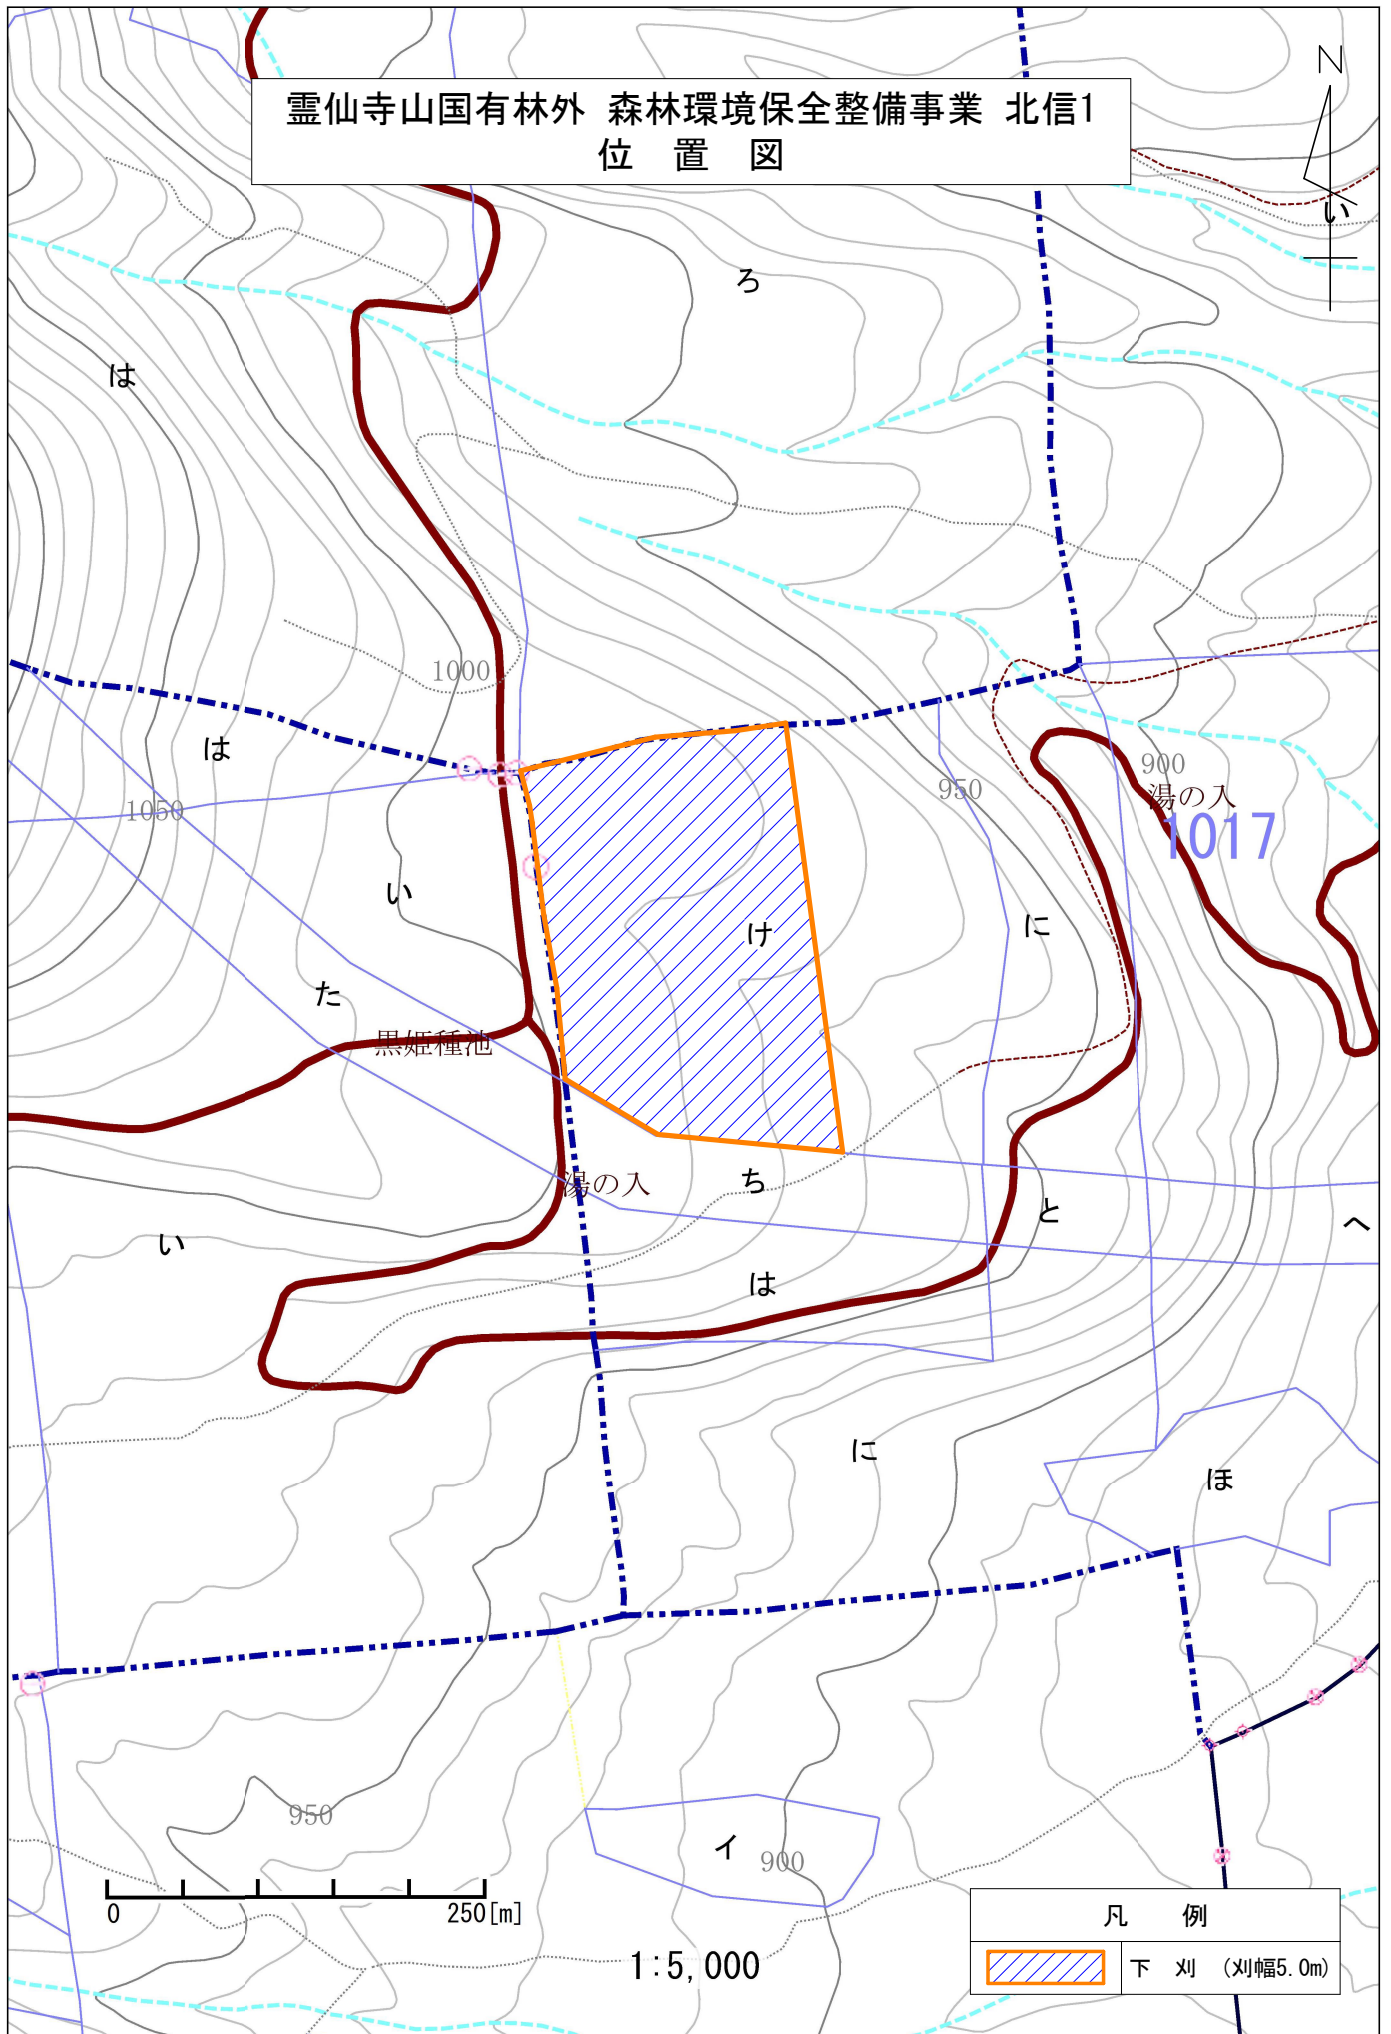 霊仙寺山国有林外 森林環境保全整備事業 北信1
位 置 図
N
い
ろ
は
1000
は
1050
950
900
湯の入
1017
い
け
に
た
黒姫種池
湯の入
ち
と
へ
い
は
に
ほ
950
イ
900
0
250[m]
1:5,000
凡 例
下 刈 (刈幅5.0m)